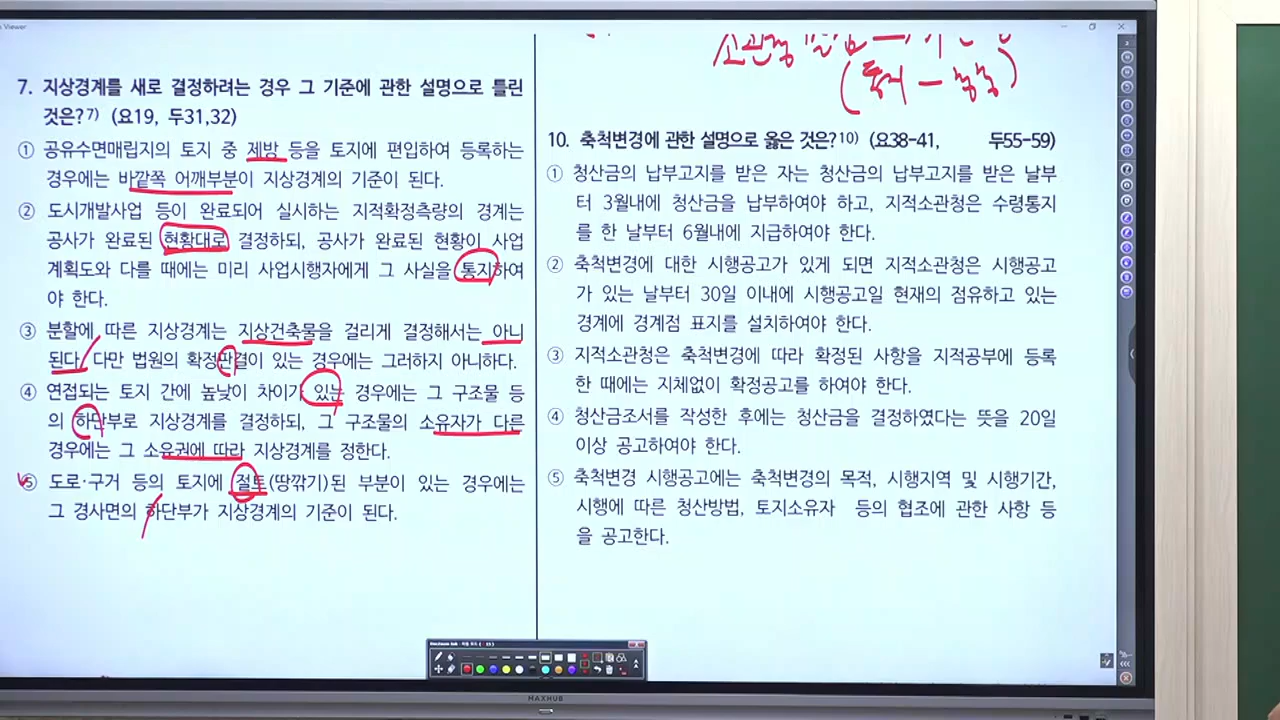 Viewer
7. 지상경계를 새로 결정하려는 경우 그 기준에 관한 설명으로 틀린
것은?7) (요19, 두31,32)
① 공유수면매립지의 토지 중 제방 등을 토지에 편입하여 등록하는
경우에는 바깥쪽 어깨부분이 지상경계의 기준이 된다.
② 도시개발사업 등이 완료되어 실시하는 지적확정측량의 경계는
공사가 완료된 현황대로 결정하되, 공사가 완료된 현황이 사업
계획도와 다를 때에는 미리 사업시행자에게 그 사실을 통지하여
야 한다.
③ 분할에 따른 지상경계는 지상건축물을 걸리게 결정해서는 아니
된다. 다만 법원의 확정판결이 있는 경우에는 그러하지 아니하다.
④ 연접되는 토지 간에 높낮이 차이가 있는 경우에는 그 구조물 등
의 하단부로 지상경계를 결정하되, 그 구조물의 소유자가 다른
경우에는 그 소유권에 따라 지상경계를 정한다.
⑤ 도로·구거 등의 토지에 절토(땅깎기)된 부분이 있는 경우에는
그 경사면의 하단부가 지상경계의 기준이 된다.
소관청
10. 축척변경에 관한 설명으로 옳은 것은?10) (요38-41, 두55-59)
① 청산금의 납부고지를 받은 자는 청산금의 납부고지를 받은 날부
터 3월내에 청산금을 납부하여야 하고, 지적소관청은 수령통지
를 한 날부터 6월내에 지급하여야 한다.
② 축척변경에 대한 시행공고가 있게 되면 지적소관청은 시행공고
가 있는 날부터 30일 이내에 시행공고일 현재의 점유하고 있는
경계에 경계점 표지를 설치하여야 한다.
③ 지적소관청은 축척변경에 따라 확정된 사항을 지적공부에 등록
한 때에는 지체없이 확정공고를 하여야 한다.
④ 청산금조서를 작성한 후에는 청산금을 결정하였다는 뜻을 20일
이상 공고하여야 한다.
⑤ 축척변경 시행공고에는 축척변경의 목적, 시행지역 및 시행기간,
시행에 따른 청산방법, 토지소유자 등의 협조에 관한 사항 등
을 공고한다.
MAXHUB